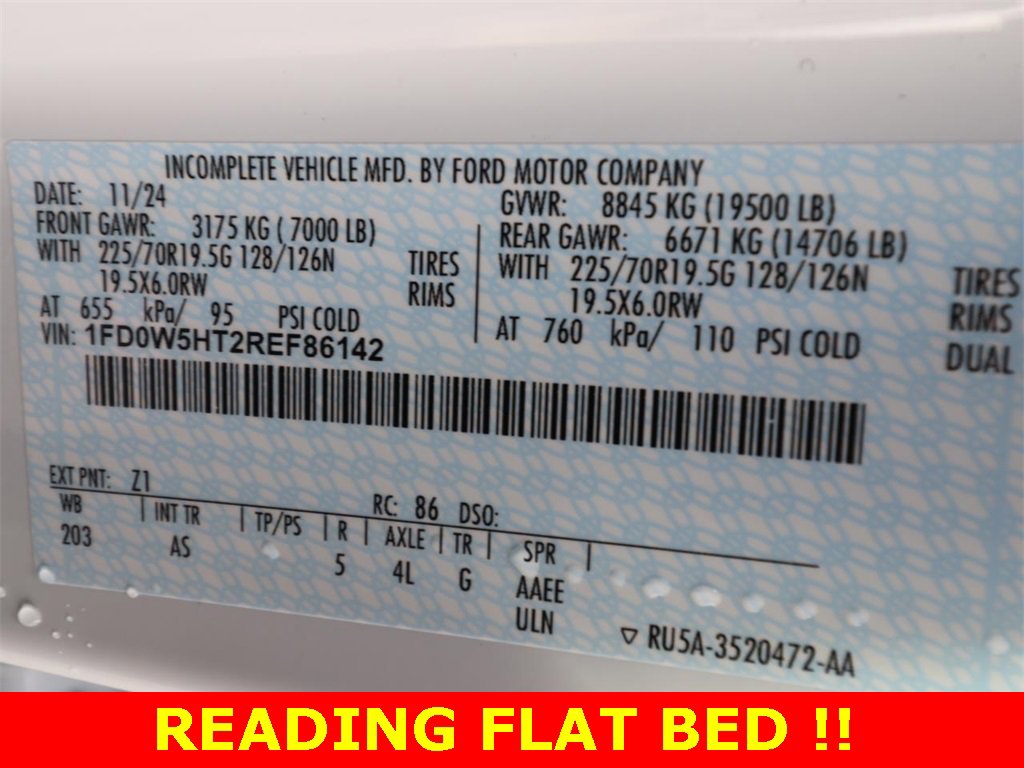 INCOMPLETE VEHICLE MFD. BY FORD MOTOR COMPANY
DATE: 11/24 GVWR: 8845 KG (19500 LB)
FRONT GAWR: 3175 KG ( 7000 LB) REAR GAWR: 6671 KG (14706 LB)
WITH 225/70R19.5G 128/126N TIRES WITH 225/70R19.5G 128/126N TIRES
19.5X6.0RW RIMS 19.5X6.0RW RIMS
AT 655 kPa/ 95 PSI COLD AT 760 kPa/ 110 PSI COLD DUAL
VIN: 1FD0W5HT2REF86142
EXT PNT: Z1 RC: 86 DSO:
WB | INT TR | TP/PS | R | AXLE | TR | SPR |
203 AS 5 4L G AAEE
ULN
▽ RU5A-3520472-AA
READING FLAT BED !!